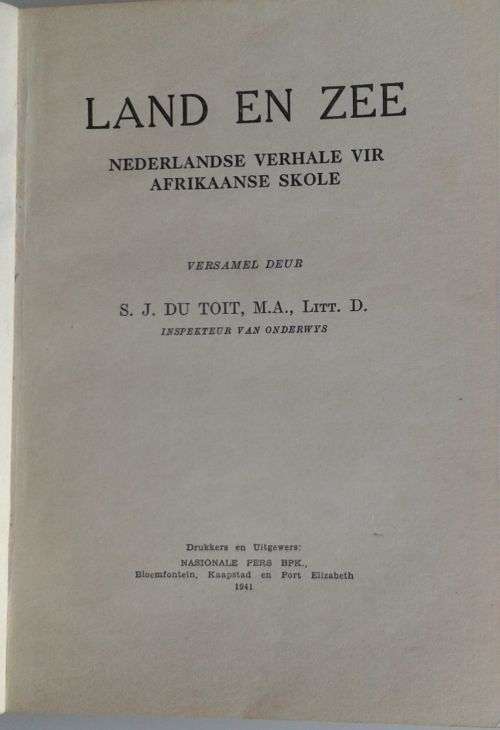 LAND EN ZEE
NEDERLANDSE VERHALE VIR
AFRIKAANSE SKOLE
VERSAMEL DEUR
S. J. DU TOIT, M.A., LITT. D.
INSPEKTEUR VAN ONDERWYS
Drukkers en Uitgewers:
NASIONALE PERS BPK.,
Bloemfontein, Kaapstad en Port Elizabeth
1941